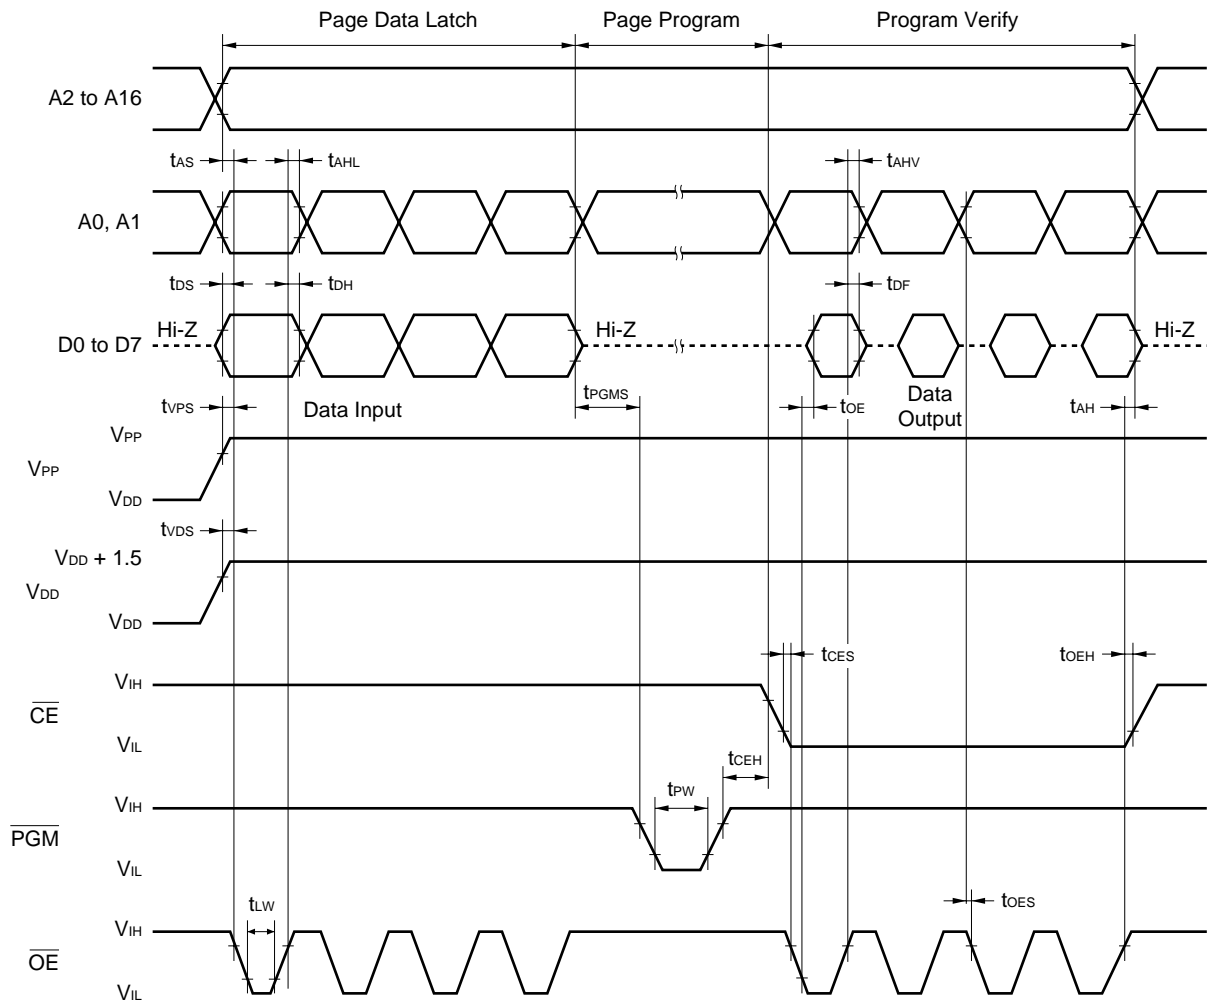 Page Data Latch Page Program Program Verify
A2 to A16
tAS tAHL tAHV
A0, A1
tDS tDH tDF
Hi-Z Hi-Z Hi-Z
D0 to D7
tVPS Data Input tPGMS tOE Data Output tAH
VPP
VPP
VDD
tVDS
VDD + 1.5
VDD
VDD
tCES tOEH
VIH
CE
VIL
tCEH
tPW
VIH
PGM
VIL
tLW tOES
VIH
OE
VIL